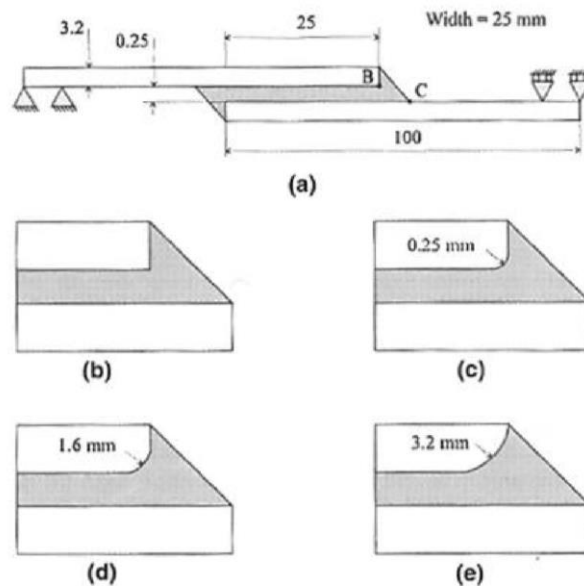 25
Width = 25 mm
3.2
0.25
B
C
100
(a)
0.25 mm
(b)
(c)
1.6 mm
3.2 mm
(d)
(e)